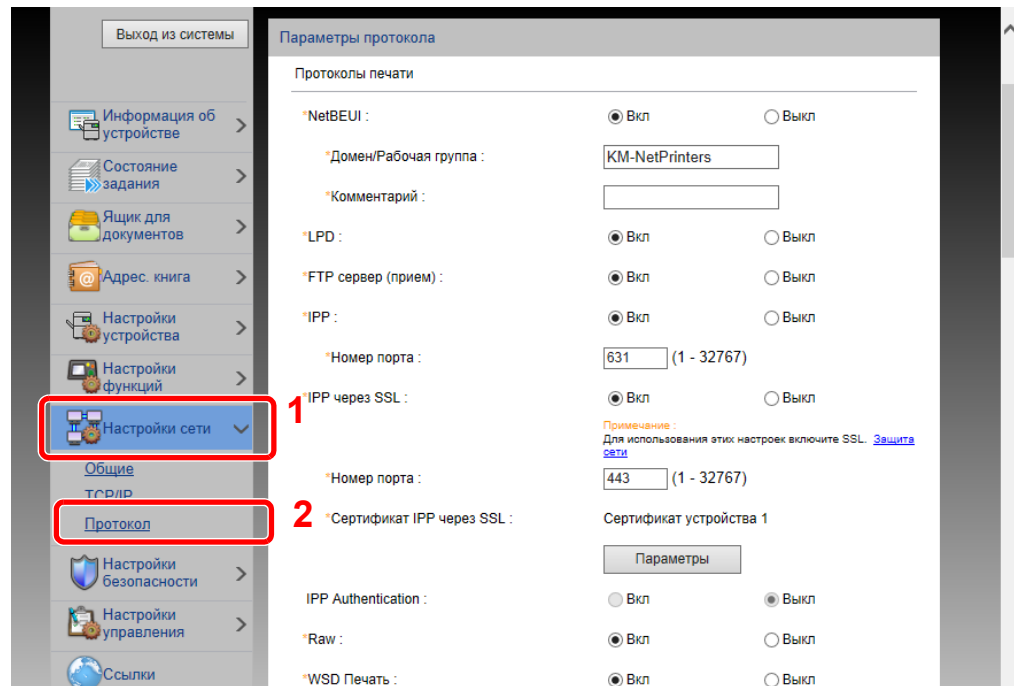 Выход из системы
Информация об
устройстве
Состояние
задания
Ящик для
документов
Адрес. книга
Настройки
устройства
Настройки
функций
Настройки сети
1
Общие
TCP/IP
Протокол
2
Настройки
безопасности
Настройки
управления
Ссылки
Параметры протокола
Протоколы печати
*NetBEUI : Вкл Выкл
*Домен/Рабочая группа : KM-NetPrinters
*Комментарий :
*LPD : Вкл Выкл
*FTP сервер (прием) : Вкл Выкл
*IPP : Вкл Выкл
*Номер порта : 631 (1 - 32767)
*IPP через SSL : Вкл Выкл
Примечание :
Для использования этих настроек включите SSL. Защита
сети
*Номер порта : 443 (1 - 32767)
*Сертификат IPP через SSL : Сертификат устройства 1
Параметры
IPP Authentication : Вкл Выкл
*Raw : Вкл Выкл
*WSD Печать : Вкл Выкл